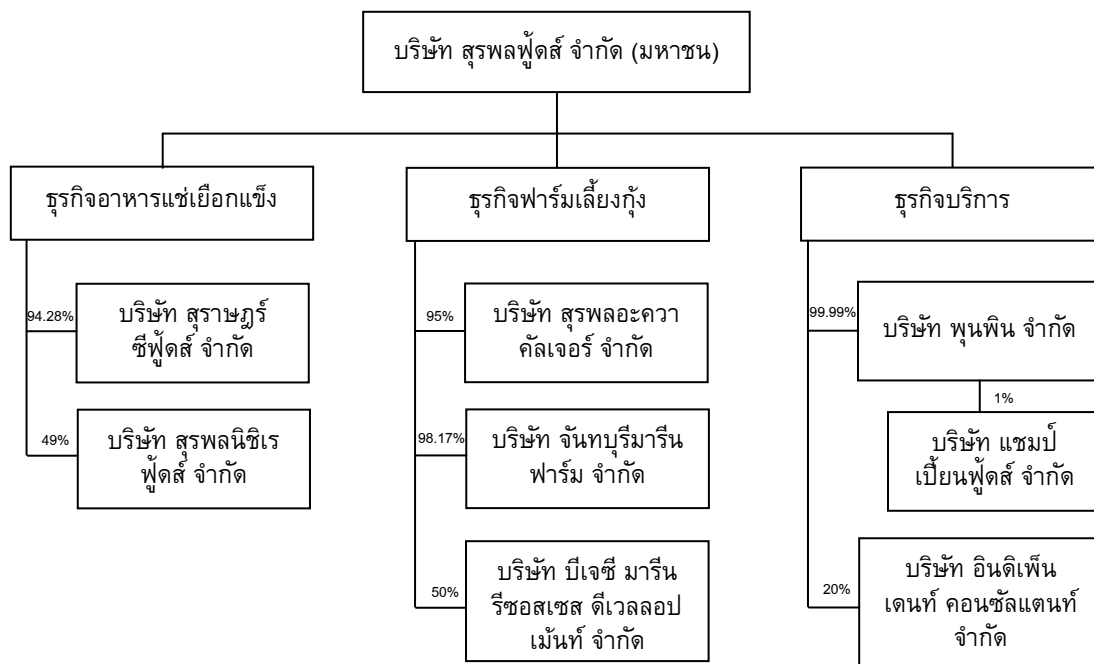 บริษัท สุรพลฟู้ดส์ จำกัด (มหาชน)
ธุรกิจอาหารแช่เยือกแข็ง
94.28%
บริษัท สุราษฎร์
ซีฟู้ดส์ จำกัด
49%
บริษัท สุรพลนิชิเร
ฟู้ดส์ จำกัด
ธุรกิจฟาร์มเลี้ยงกุ้ง
95%
บริษัท สุรพลอะควา
คัลเจอร์ จำกัด
98.17%
บริษัท จันทบุรีมารีน
ฟาร์ม จำกัด
50%
บริษัท บีเจซี มารีน
รีซอสเซส ดีเวลลอป
เม้นท์ จำกัด
ธุรกิจบริการ
99.99%
บริษัท พุนพิน จำกัด
1%
บริษัท แชมป์
เปี้ยนฟู้ดส์ จำกัด
20%
บริษัท อินดิเพ็น
เดนท์ คอนซัลแตนท์
จำกัด